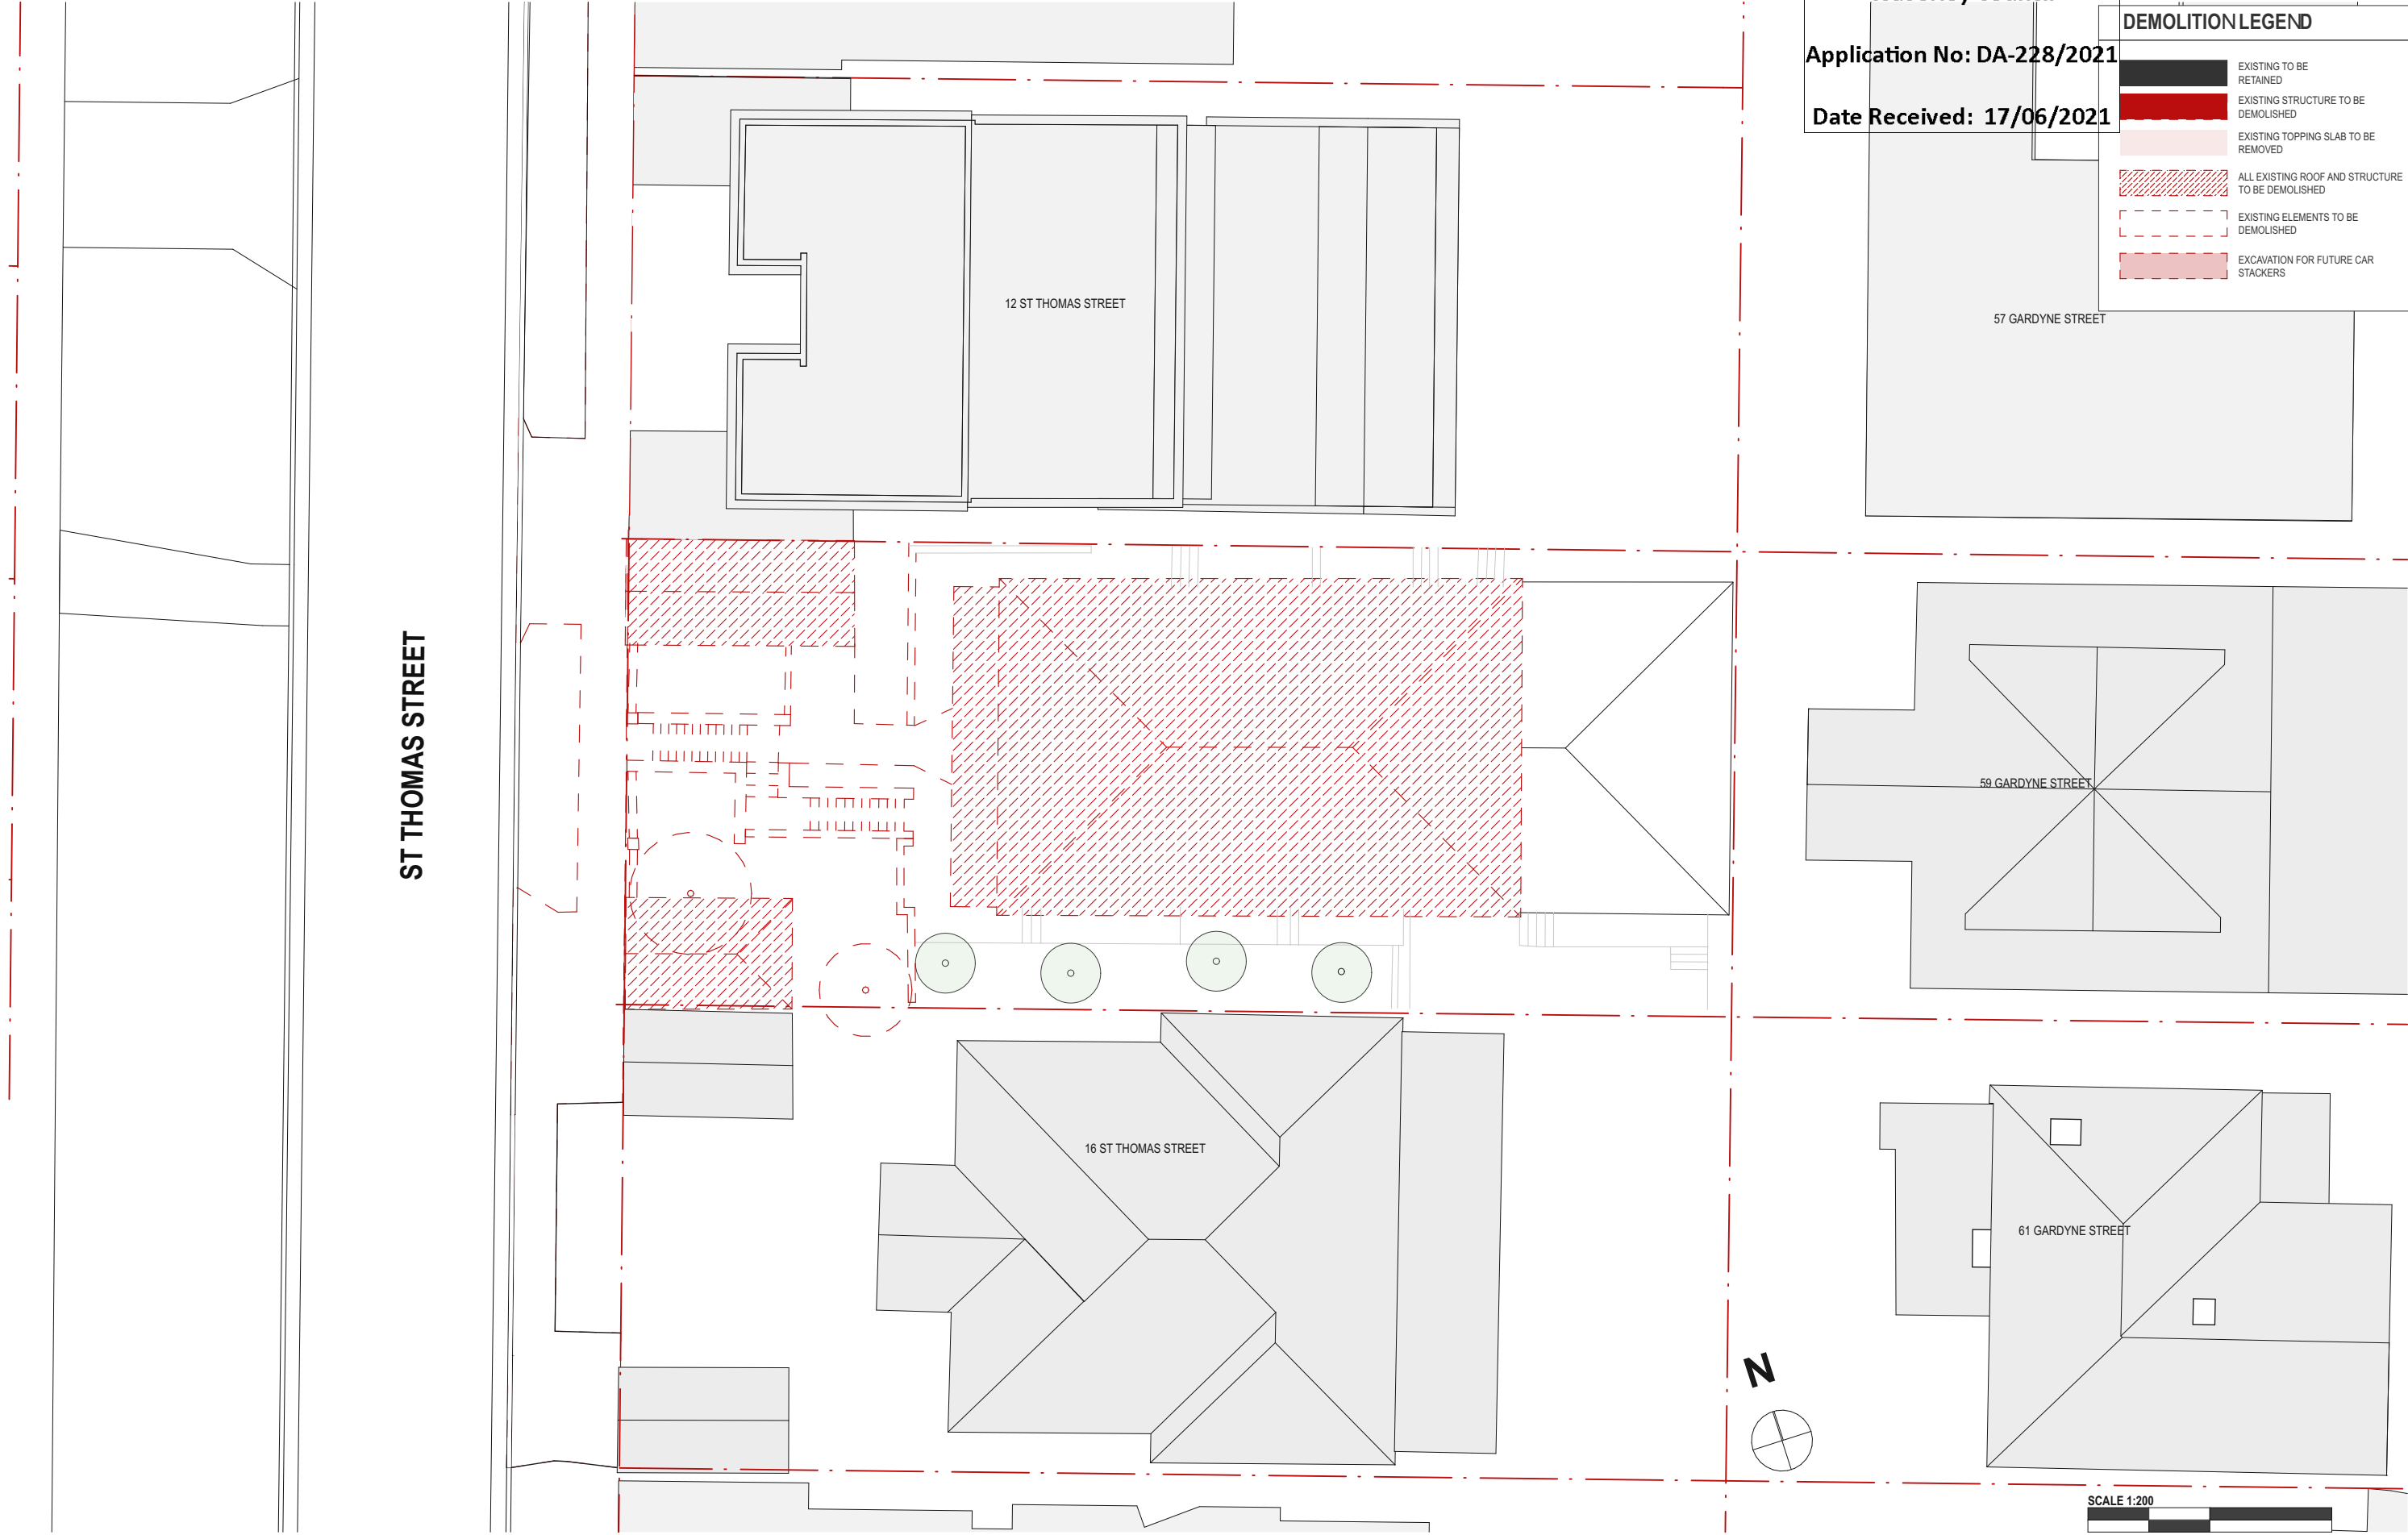 Application No: DA-228/2021
Date Received: 17/06/2021
DEMOLITION LEGEND
EXISTING TO BE
RETAINED
EXISTING STRUCTURE TO BE
DEMOLISHED
EXISTING TOPPING SLAB TO BE
REMOVED
ALL EXISTING ROOF AND STRUCTURE
TO BE DEMOLISHED
EXISTING ELEMENTS TO BE
DEMOLISHED
EXCAVATION FOR FUTURE CAR
STACKERS
12 ST THOMAS STREET
57 GARDYNE STREET
ST THOMAS STREET
59 GARDYNE STREET
16 ST THOMAS STREET
61 GARDYNE STREET
N
SCALE 1:200